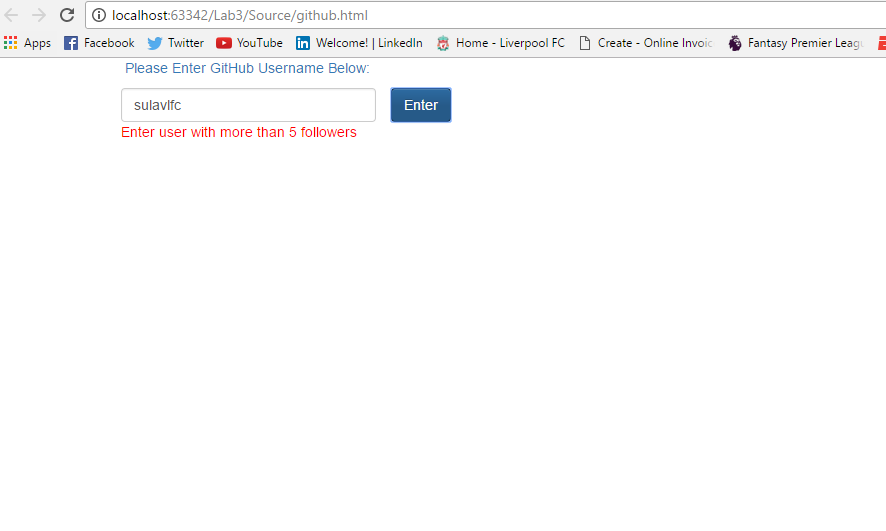 localhost:63342/Lab3/Source/github.html
Apps Facebook Twitter YouTube Welcome! | LinkedIn Home - Liverpool FC Create - Online Invoic Fantasy Premier Leag
Please Enter GitHub Username Below:
sulavlfc Enter
Enter user with more than 5 followers